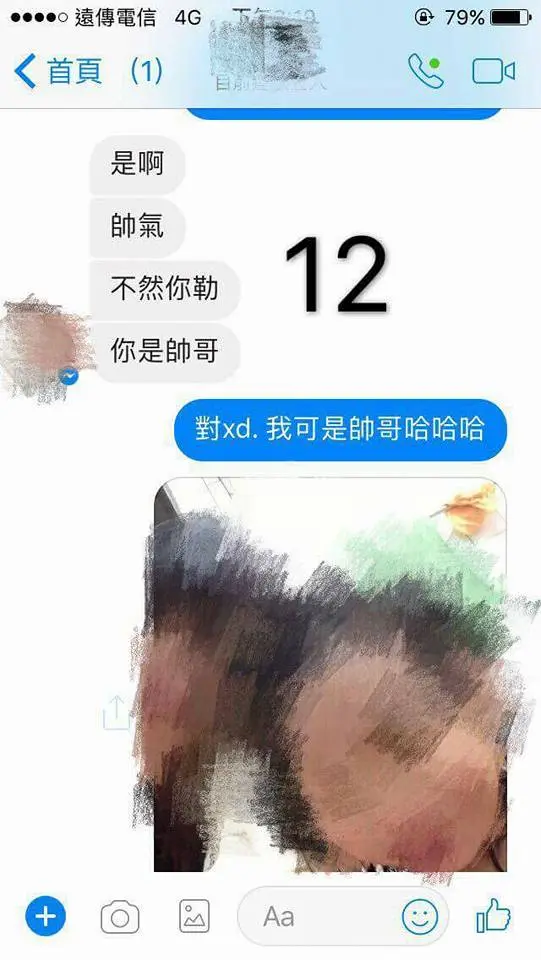 遠傳電信 4G 79%
首頁 (1)
是啊
帥氣
不然你勒
你是帥哥
12
對xd. 我可是帥哥哈哈哈
Aa